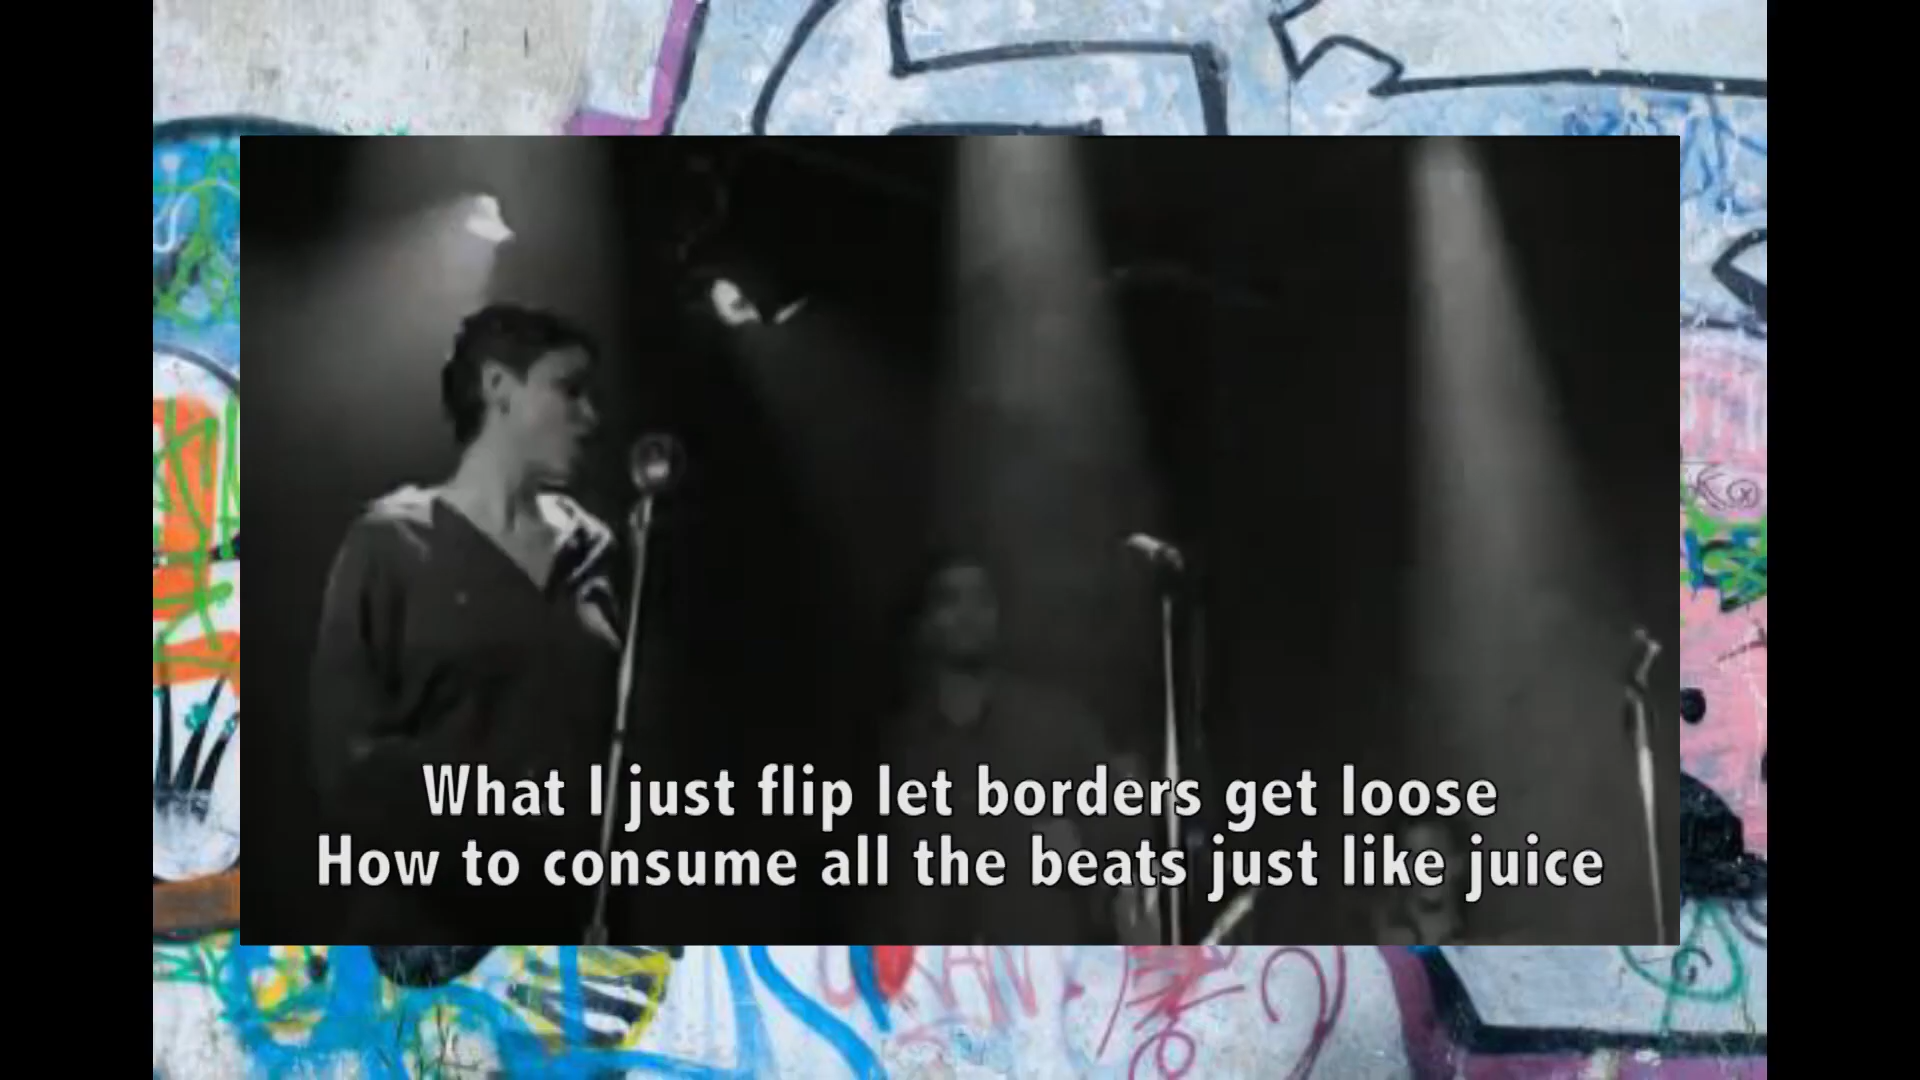 What I just flip let borders get loose
How to consume all the beats just like juice